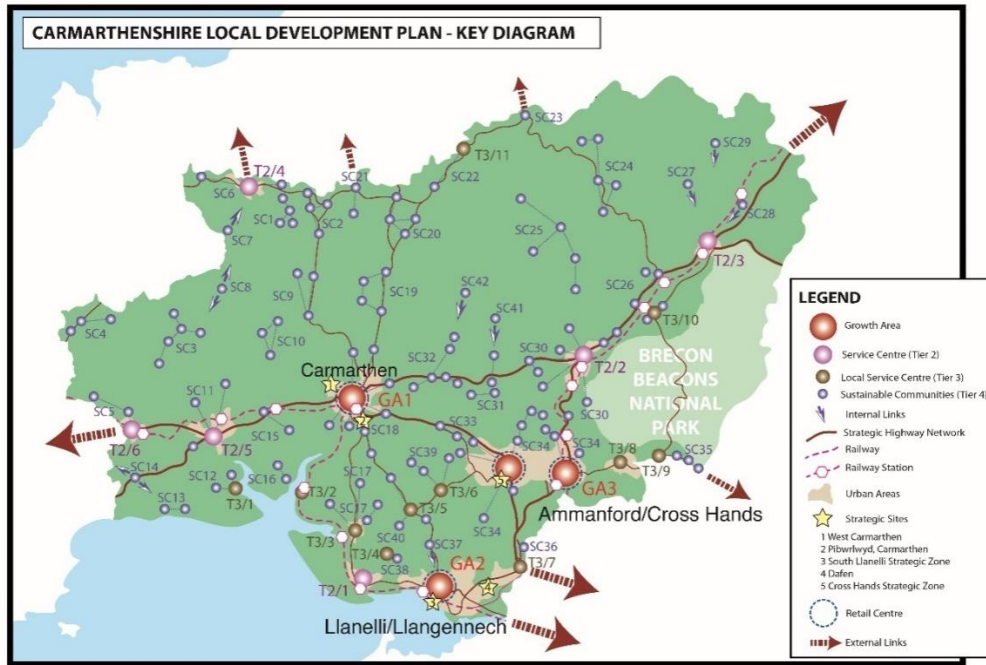 CARMARTHENSHIRE LOCAL DEVELOPMENT PLAN - KEY DIAGRAM
SC23
SC29
T3/11
SC24
T2/4
SC21
SC22
SC27
SC6
SC1
SC2
SC28
SC20
SC7
SC25
T2/3
SC8
SC42
SC26
SC9
SC19
SC41
SC4
T3/10
SC3
SC10
SC32
SC30
Carmarthen
T2/2
BRECON
BEACONS
NATIONAL
PARK
GA1
SC31
SC11
SC5
SC33
SC30
SC15
SC18
T2/6
T2/5
SC34
SC34
SC39
T3/8
SC35
SC14
SC12
SC16
SC17
T3/9
T3/2
T3/6
GA3
SC13
T3/1
SC17
T3/5
5
2
Ammanford/Cross Hands
SC34
T3/3
SC40
T3/4
SC37
GA2
SC36
SC38
T3/7
T2/1
4
3
Llanelli/Llangennech
LEGEND
Growth Area
Service Centre (Tier 2)
Local Service Centre (Tier 3)
Sustainable Communities (Tier 4)
Internal Links
Strategic Highway Network
Railway
Railway Station
Urban Areas
Strategic Sites
1 West Carmarthen
2 Pibwrlwyd, Carmarthen
3 South Llanelli Strategic Zone
4 Dafen
5 Cross Hands Strategic Zone
Retail Centre
External Links